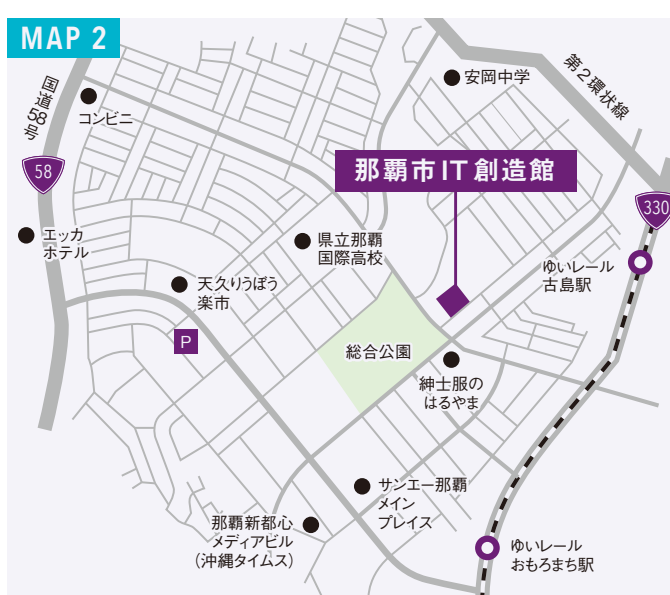 MAP 2
国道58号
58
コンビニ
安岡中学
第2環状線
那覇市IT創造館
330
エッカ
ホテル
県立那覇
国際高校
ゆいレール
古島駅
天久りうぼう
楽市
P
総合公園
紳士服の
はるやま
サンエー那覇
メイン
プレイス
那覇新都心
メディアビル
(沖縄タイムス)
ゆいレール
おもろまち駅